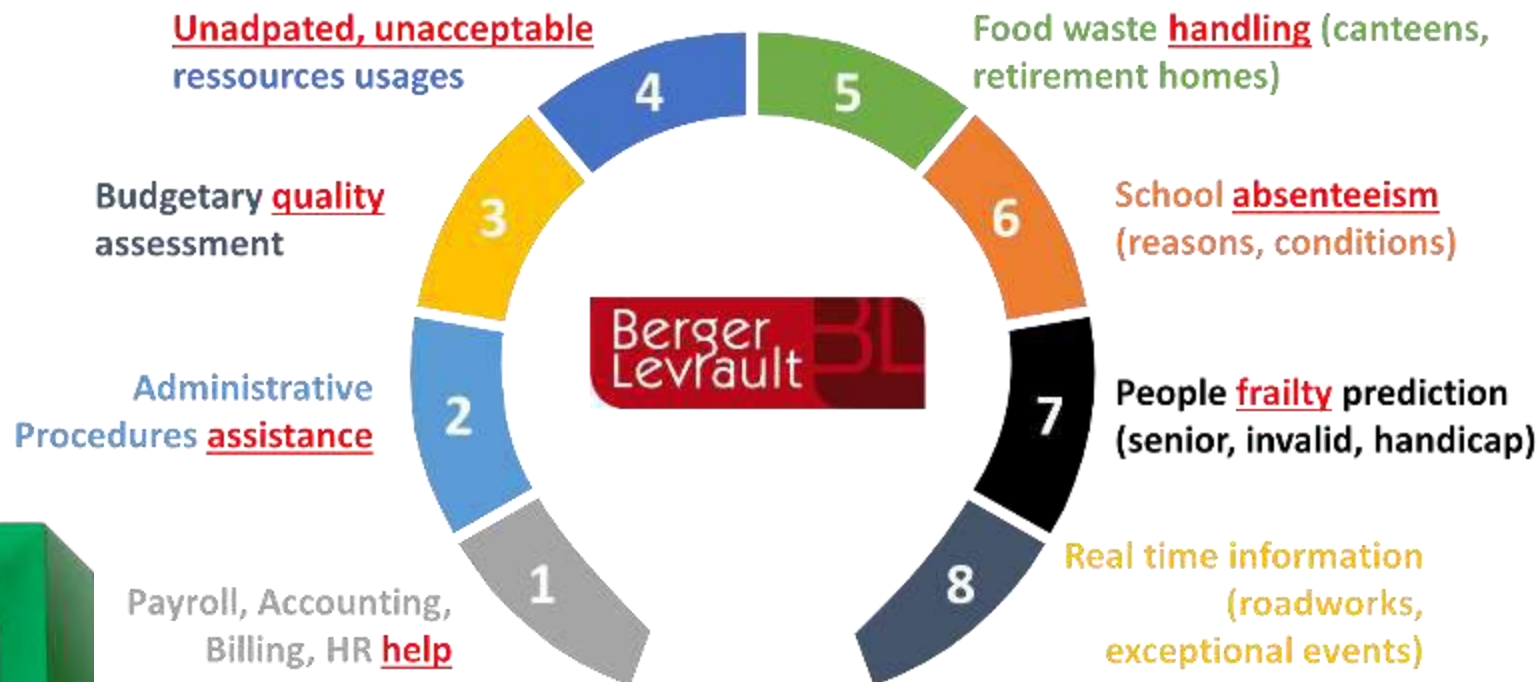 Unadpated, unacceptable
ressources usages
4
5
Food waste handling (canteens,
retirement homes)
Budgetary quality
assessment
3
6
School absenteeism
(reasons, conditions)
Berger
Levrault
BL
Administrative
Procedures assistance
2
7
People frailty prediction
(senior, invalid, handicap)
Payroll, Accounting,
Billing, HR help
1
8
Real time information
(roadworks,
exceptional events)